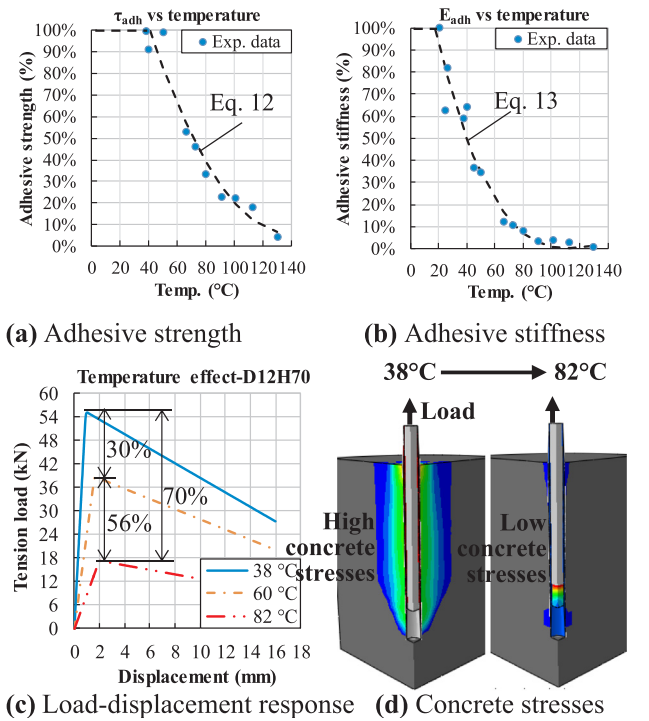 τadh vs temperature
Exp. data
Eq. 12
Adhesive strength (%)
100%
90%
80%
70%
60%
50%
40%
30%
20%
10%
0%
0 20 40 60 80 100 120 140
Temp. (°C)
(a) Adhesive strength
Eadh vs temperature
Exp. data
Eq. 13
Adhesive stiffness (%)
100%
90%
80%
70%
60%
50%
40%
30%
20%
10%
0%
0 20 40 60 80 100 120 140
Temp. (°C)
(b) Adhesive stiffness
Temperature effect-D12H70
Tension load (kN)
60
54
48
42
36
30
24
18
12
6
0
30%
70%
56%
38 °C
60 °C
82 °C
0 2 4 6 8 10 12 14 16 18
Displacement (mm)
(c) Load-displacement response
38°C 82°C
Load
High
concrete
stresses
Low
concrete
stresses
(d) Concrete stresses